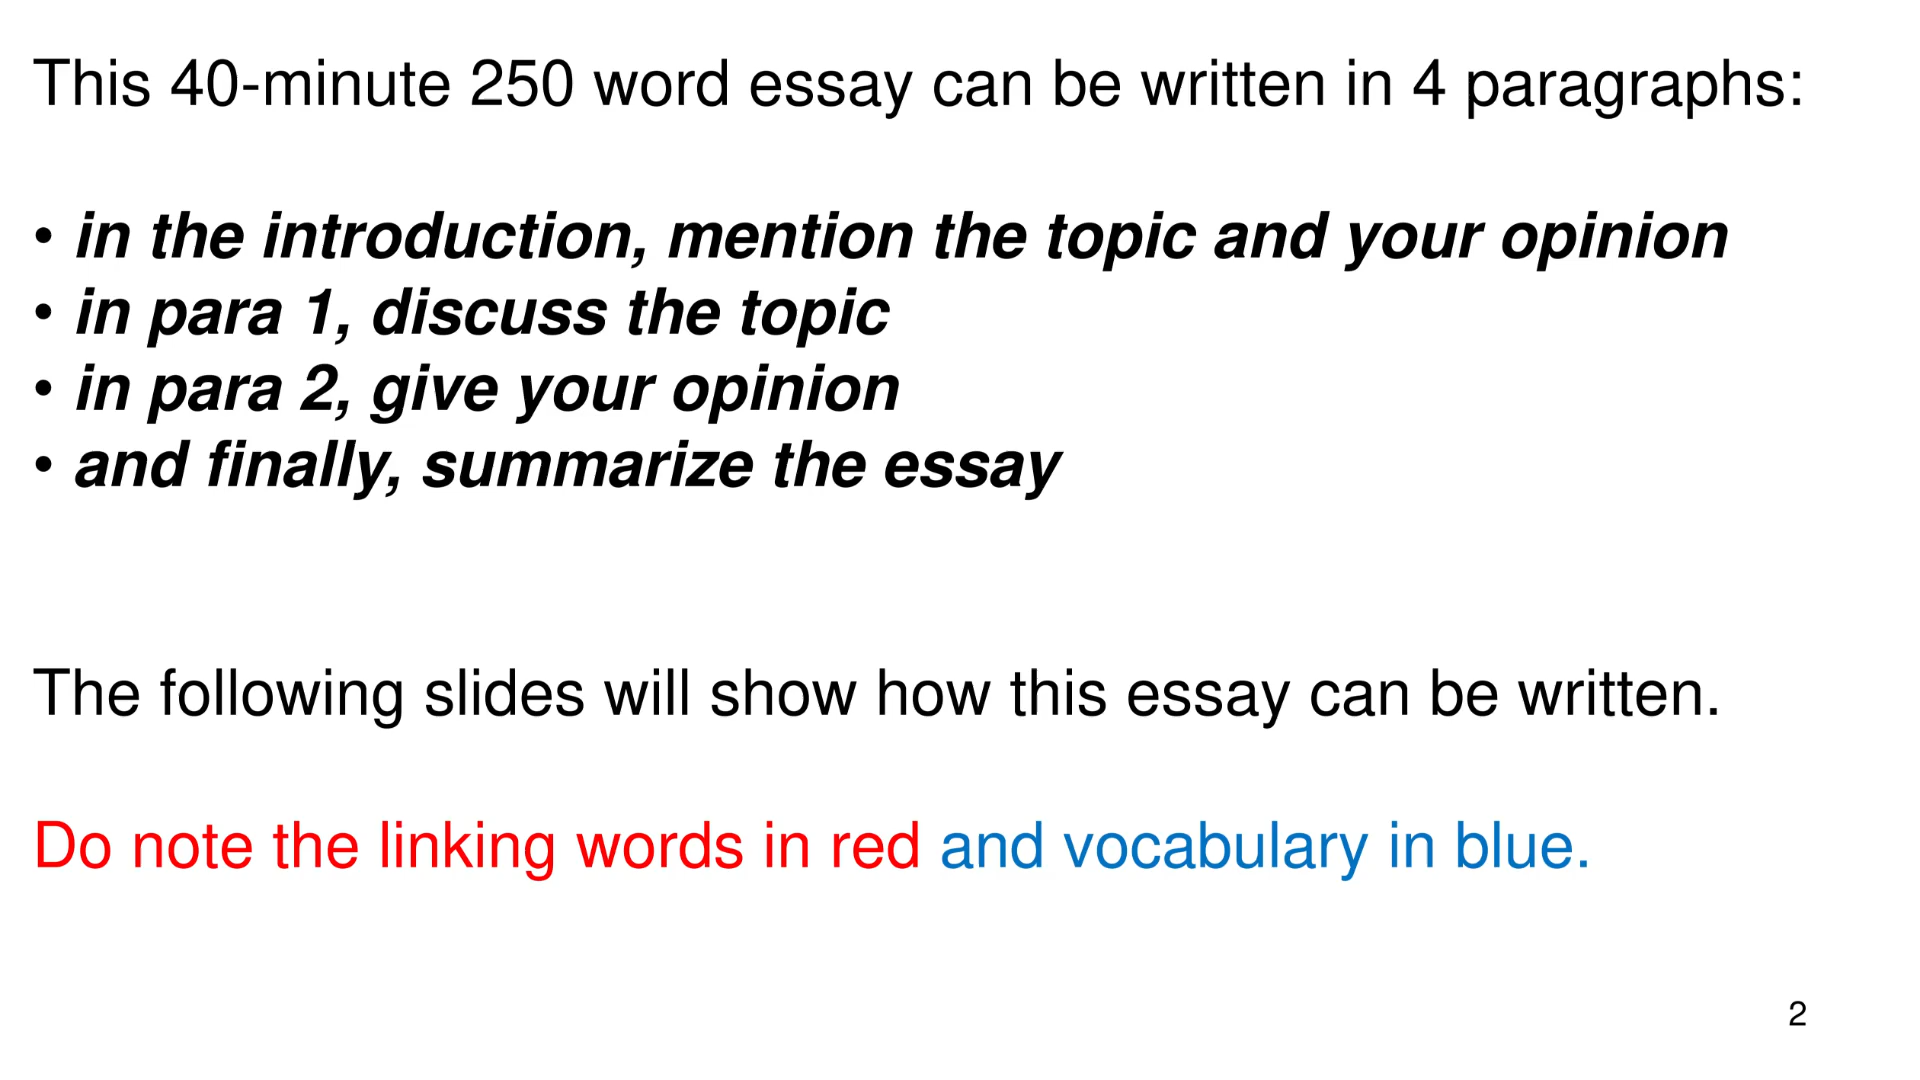 This 40-minute 250 word essay can be written in 4 paragraphs:
• in the introduction, mention the topic and your opinion
• in para 1, discuss the topic
• in para 2, give your opinion
• and finally, summarize the essay
The following slides will show how this essay can be written.
Do note the linking words in red and vocabulary in blue.
2